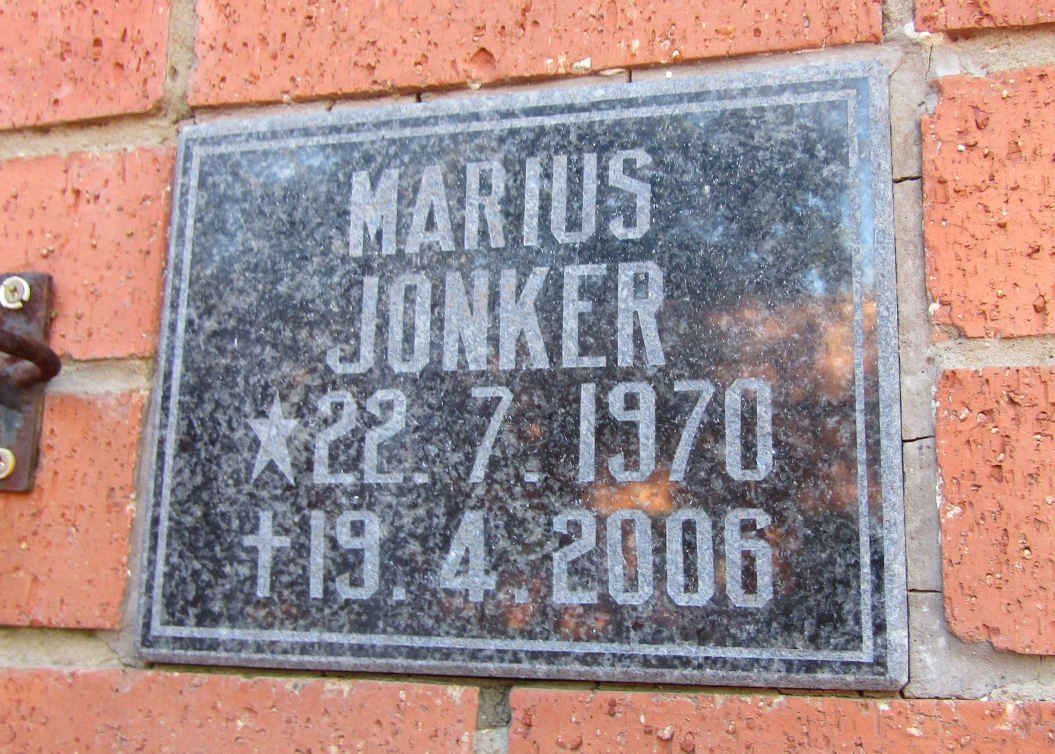 MARIUS
JONKER
★ 22.7.1970
✝ 19.4.2006